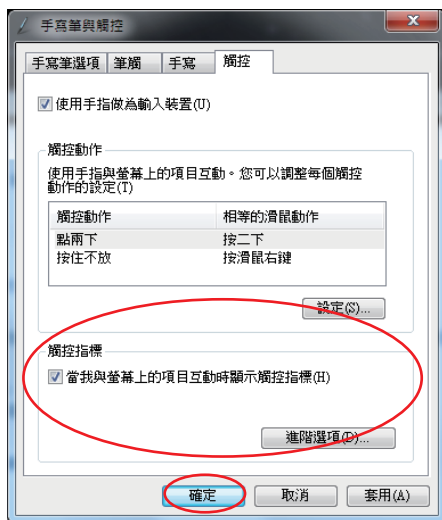 手寫筆與觸控
手寫筆選項 筆觸 手寫 觸控
使用手指做為輸入裝置(U)
觸控動作
使用手指與螢幕上的項目互動。您可以調整每個觸控
動作的設定(T)
觸控動作 相等的滑鼠動作
點兩下 按二下
按住不放 按滑鼠右鍵
設定(S)...
觸控指標
當我與螢幕上的項目互動時顯示觸控指標(H)
進階選項(D)...
確定 取消 套用(A)